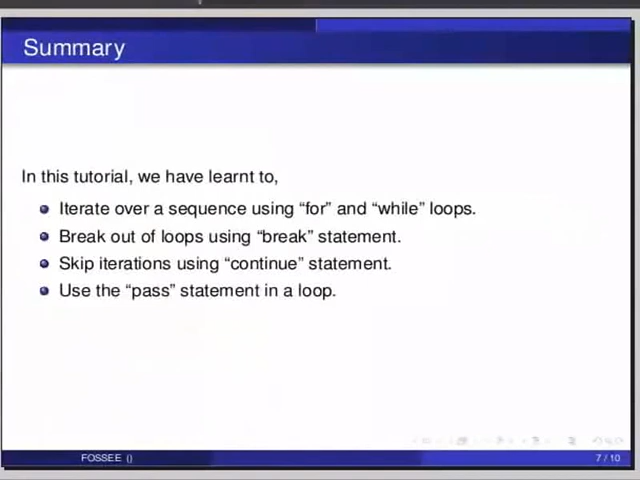 Summary
In this tutorial, we have learnt to,
Iterate over a sequence using “for” and “while” loops.
Break out of loops using “break” statement.
Skip iterations using “continue” statement.
Use the “pass” statement in a loop.
FOSSEE ()
7 / 10